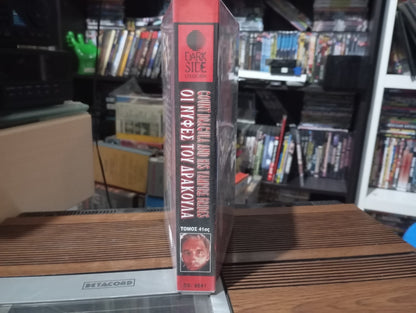 DARK
SIDE
COUNT DRACULA AND HIS VAMPIRE BRIDES
ΟΙ ΝΥΦΕΣ ΤΟΥ ΔΡΑΚΟΥΛΑ
ΤΟΜΟΣ 41ος
BETACORD